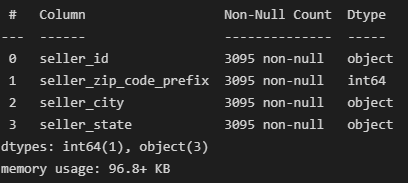 #   Column                  Non-Null Count  Dtype
---  ------                  --------------  -----
0   seller_id               3095 non-null   object
1   seller_zip_code_prefix  3095 non-null   int64
2   seller_city             3095 non-null   object
3   seller_state            3095 non-null   object
dtypes: int64(1), object(3)
memory usage: 96.8+ KB